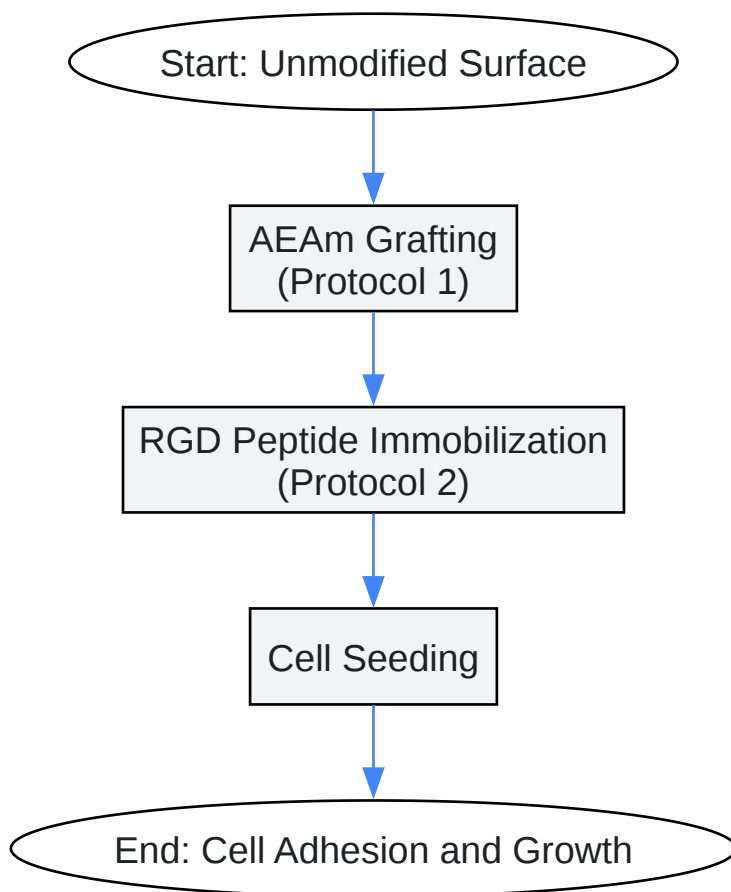 Start: Unmodified Surface
AEAm Grafting
(Protocol 1)
RGD Peptide Immobilization
(Protocol 2)
Cell Seeding
End: Cell Adhesion and Growth